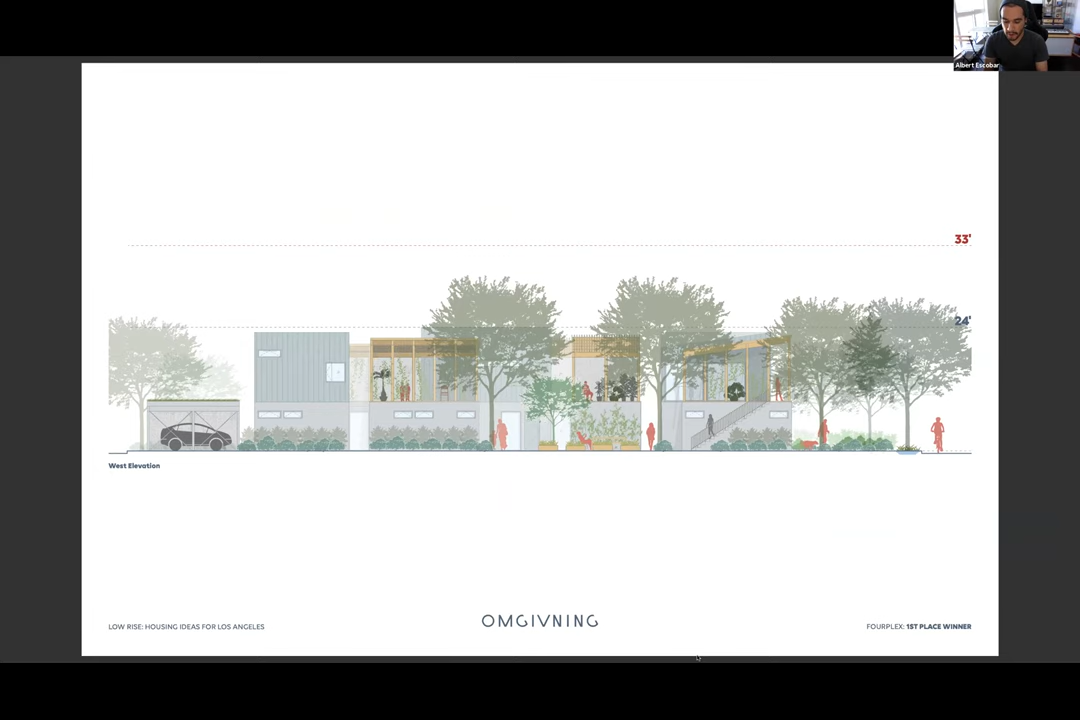 Albert Escobar
33'
24'
West Elevation
LOW RISE: HOUSING IDEAS FOR LOS ANGELES
OMGIVNING
FOURPLEX: 1ST PLACE WINNER